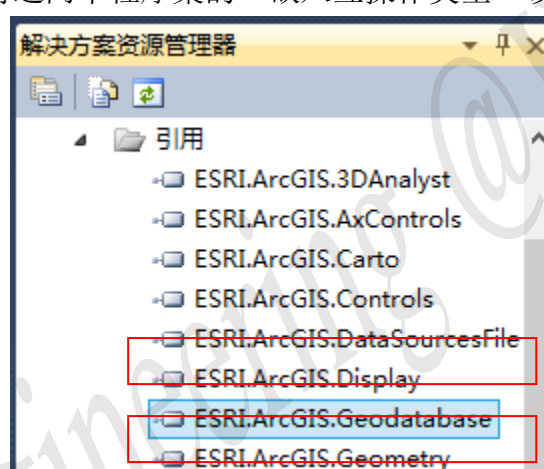 解决方案资源管理器
引用
ESRI.ArcGIS.3DAnalyst
ESRI.ArcGIS.AxControls
ESRI.ArcGIS.Carto
ESRI.ArcGIS.Controls
ESRI.ArcGIS.DataSourcesFile
ESRI.ArcGIS.Display
ESRI.ArcGIS.Geodatabase
ESRI.ArcGIS.Geometry